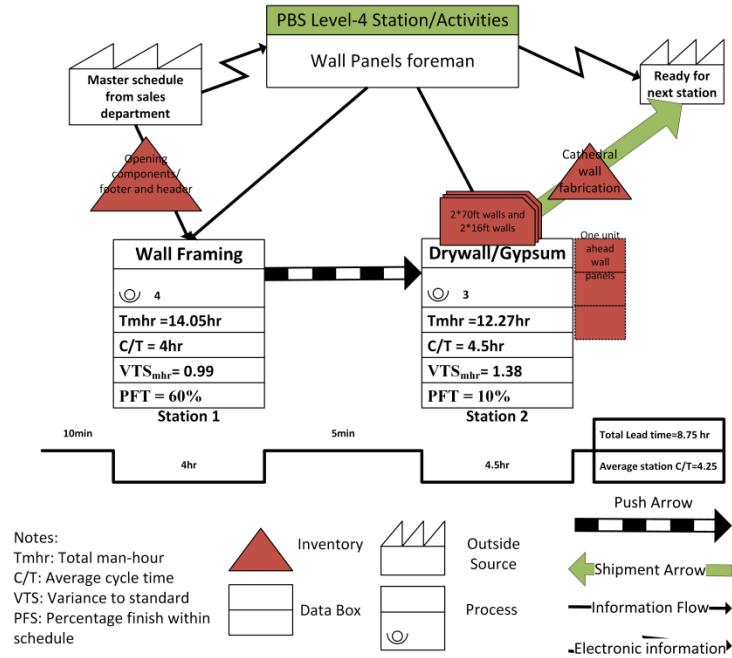 PBS Level-4 Station/Activities
Wall Panels foreman
Master schedule
from sales
department
Ready for
next station
Opening
components/
footer and header
Cathedral
wall
fabrication
2*70ft walls and
2*16ft walls
One unit
ahead
wall
panels
Wall Framing
4
Tmhr =14.05hr
C/T = 4hr
VTSmhr= 0.99
PFT = 60%
Station 1
Drywall/Gypsum
3
Tmhr =12.27hr
C/T = 4.5hr
VTSmhr= 1.38
PFT = 10%
Station 2
10min
4hr
5min
4.5hr
Total Lead time=8.75 hr
Average station C/T=4.25
Notes:
Tmhr: Total man-hour
C/T: Average cycle time
VTS: Variance to standard
PFS: Percentage finish within
schedule
Inventory
Data Box
Outside
Source
Process
Push Arrow
Shipment Arrow
Information Flow
Electronic information